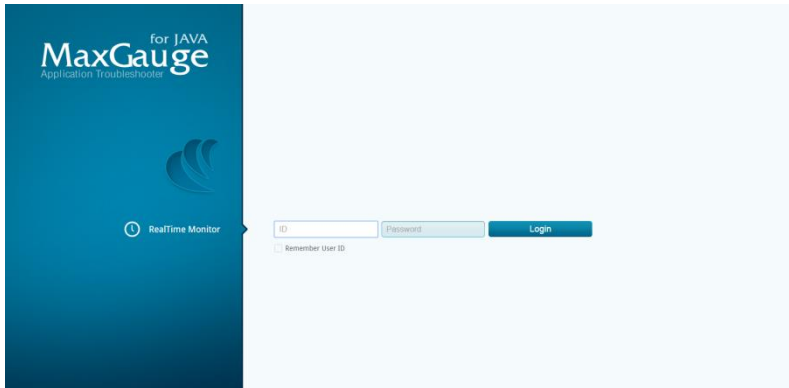 for JAVA
MaxGauge
Application Troubleshooter
RealTime Monitor
ID
Password
Login
Remember User ID